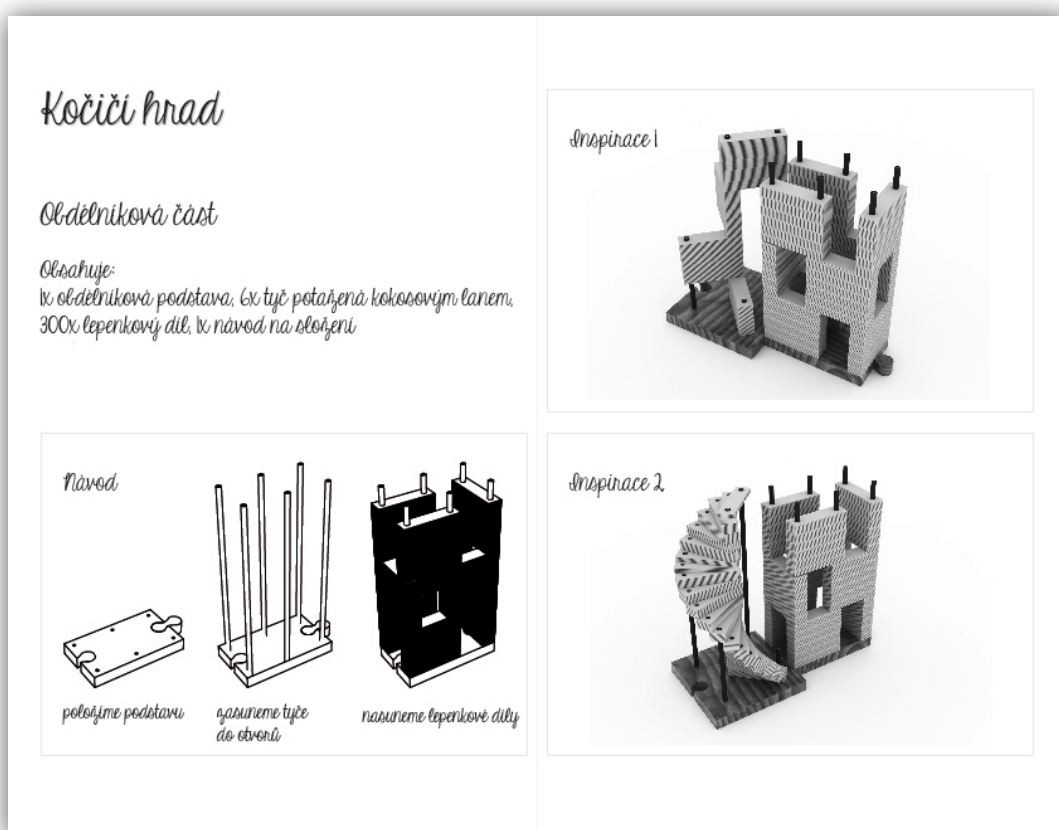 Kočičí hrad
Obdélníková část
Obsahuje:
1x obdélníková podstava, 6x tyč potažená kokosovým lanem,
300x lepenkový díl, 1x návod na složení
Návod
položíme podstavu
zasuneme tyče
do otvorů
nasuneme lepenkové díly
Inspirace 1
Inspirace 2